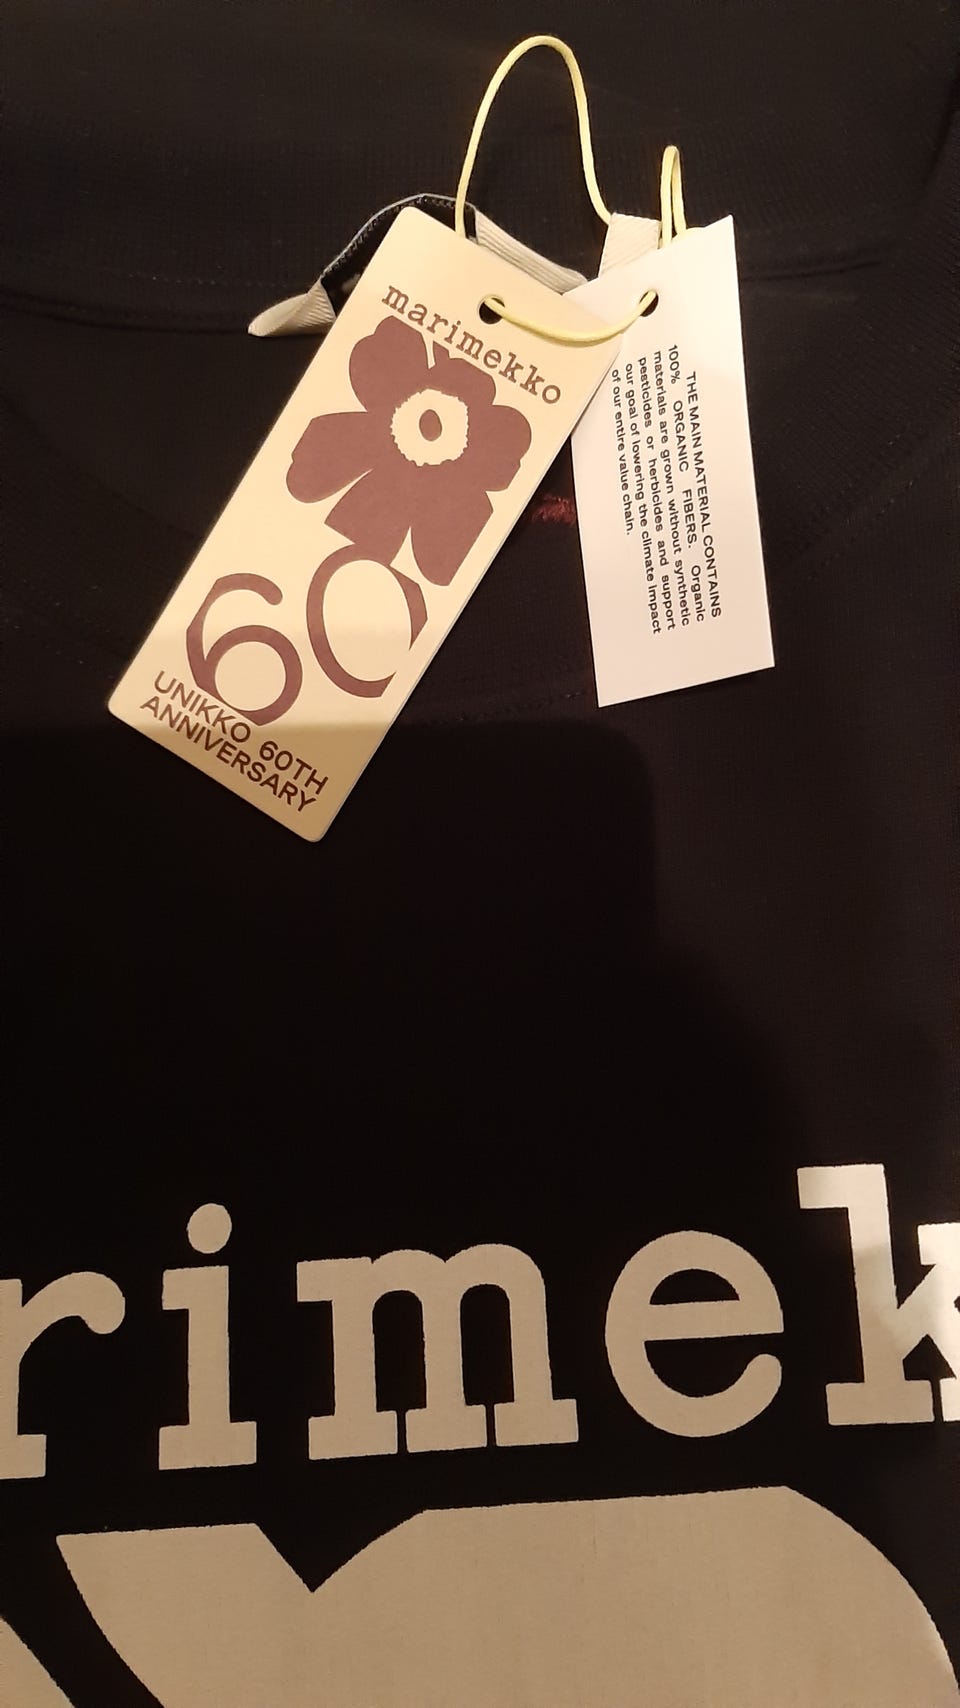 marimekko
60
UNIKKO 60TH
ANNIVERSARY
THE MAIN MATERIAL CONTAINS
100% ORGANIC FIBERS. Organic
materials are grown without synthetic
pesticides or herbicides and support
our goal of lowering the climate impact
of our entire value chain.
rimek